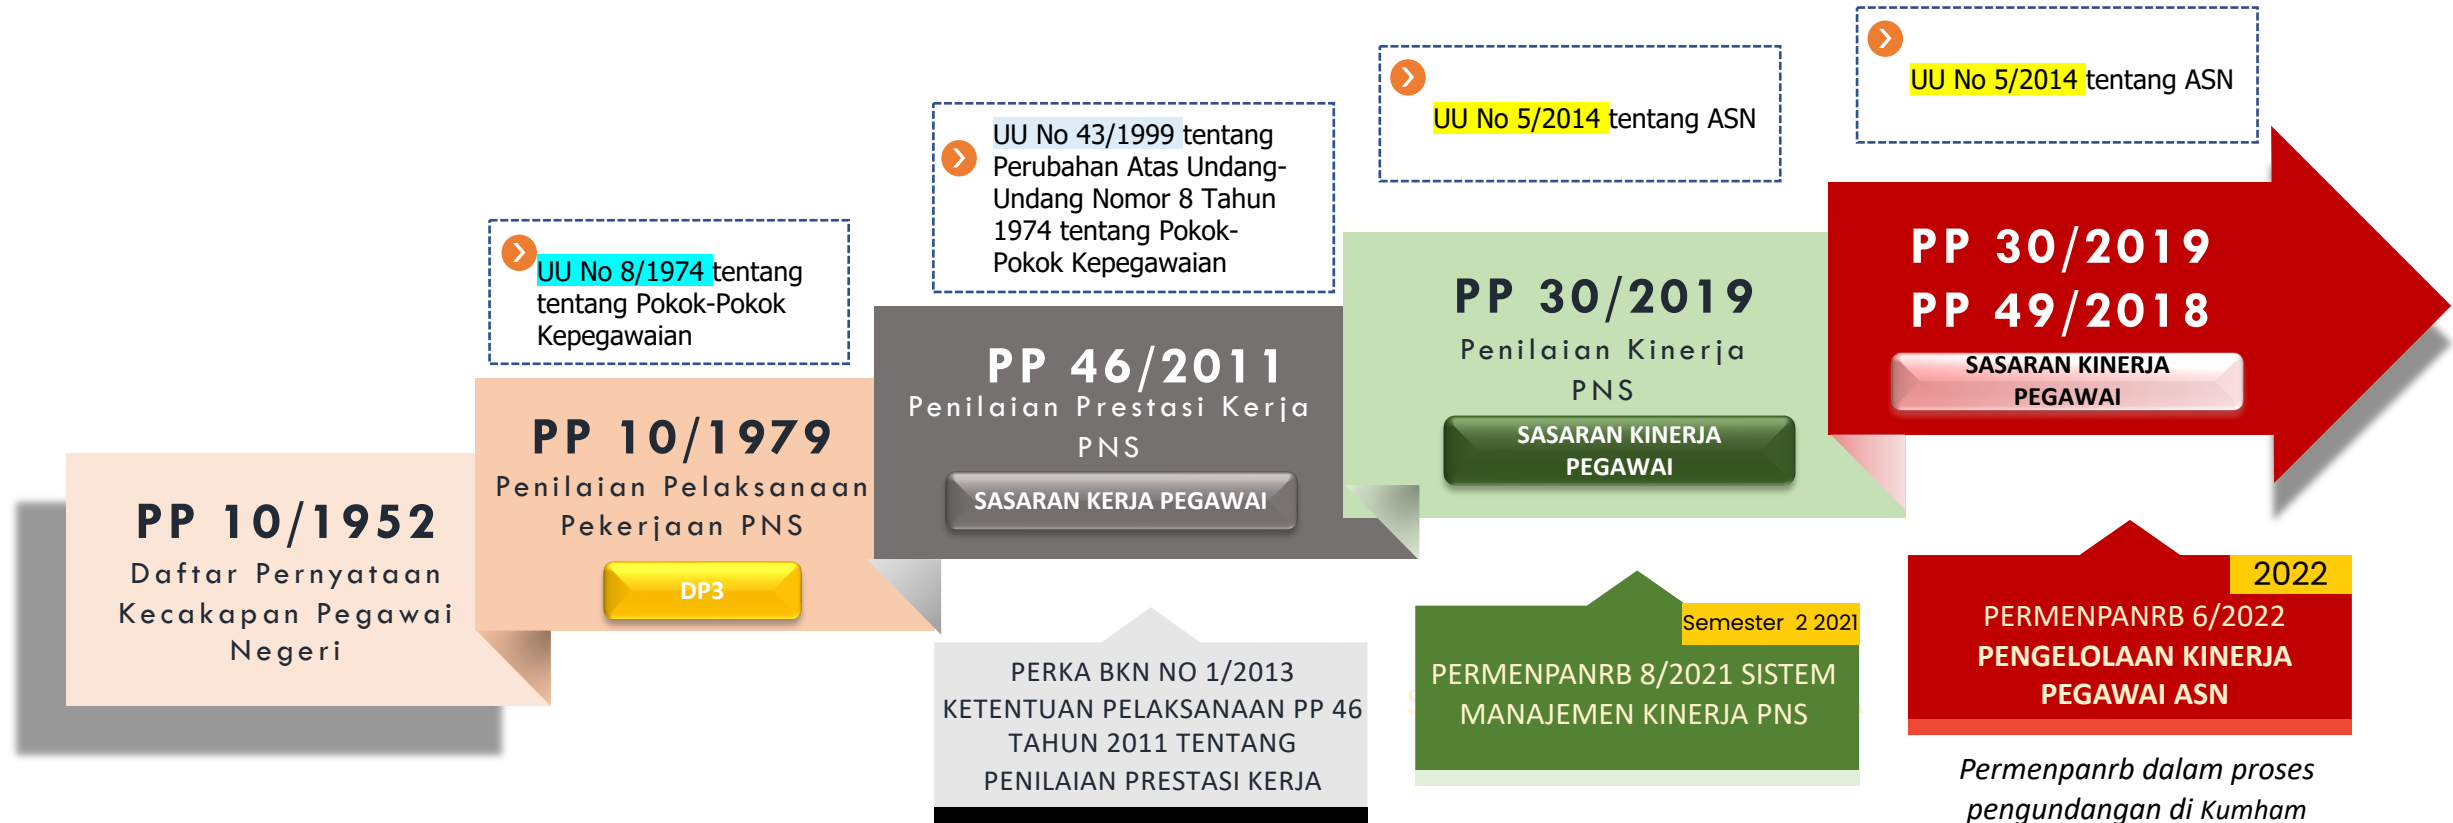 PP 10/1952
Daftar Pernyataan
Kecakapan Pegawai
Negeri
UU No 8/1974 tentang
tentang Pokok-Pokok
Kepegawaian
PP 10/1979
Penilaian Pelaksanaan
Pekerjaan PNS
DP3
UU No 43/1999 tentang
Perubahan Atas Undang-
Undang Nomor 8 Tahun
1974 tentang Pokok-
Pokok Kepegawaian
PP 46/2011
Penilaian Prestasi Kerja
PNS
SASARAN KERJA PEGAWAI
PERKA BKN NO 1/2013
KETENTUAN PELAKSANAAN PP 46
TAHUN 2011 TENTANG
PENILAIAN PRESTASI KERJA
UU No 5/2014 tentang ASN
PP 30/2019
Penilaian Kinerja
PNS
SASARAN KINERJA
PEGAWAI
Semester 2 2021
PERMENPANRB 8/2021 SISTEM
MANAJEMEN KINERJA PNS
UU No 5/2014 tentang ASN
PP 30/2019
PP 49/2018
SASARAN KINERJA
PEGAWAI
2022
PERMENPANRB 6/2022
PENGELOLAAN KINERJA
PEGAWAI ASN
Permenpanrb dalam proses
pengundangan di Kumham